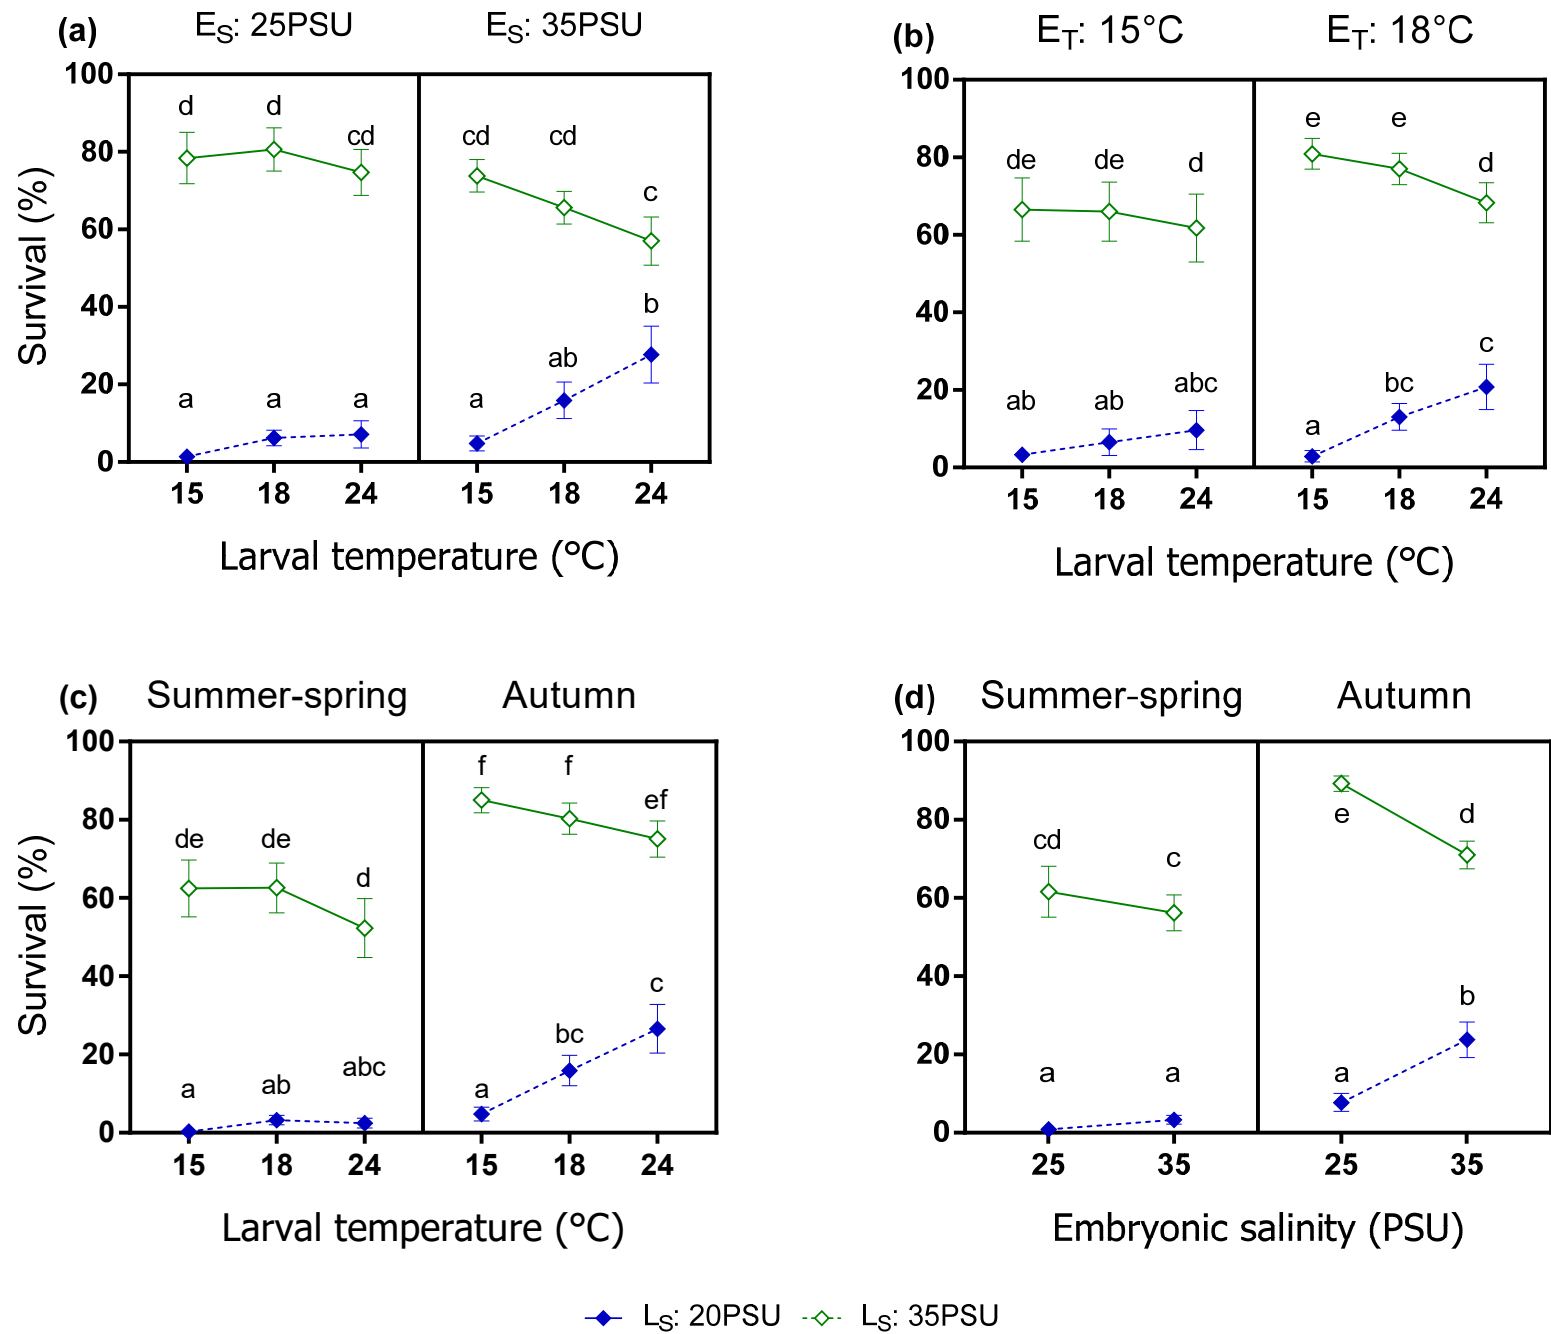 (a) E_S: 25PSU E_S: 35PSU
100
80
60
40
20
0
Survival (%)
d d cd cd cd c
b
ab
a a a a
15 18 24 15 18 24
Larval temperature (°C)
(b) E_T: 15°C E_T: 18°C
100
80
60
40
20
0
de de d e e d
c
ab ab abc a bc
15 18 24 15 18 24
Larval temperature (°C)
(c) Summer-spring Autumn
100
80
60
40
20
0
Survival (%)
de de d f f ef
a ab abc a bc c
15 18 24 15 18 24
Larval temperature (°C)
(d) Summer-spring Autumn
100
80
60
40
20
0
cd c e d
a a a b
25 35 25 35
Embryonic salinity (PSU)
L_S: 20PSU L_S: 35PSU